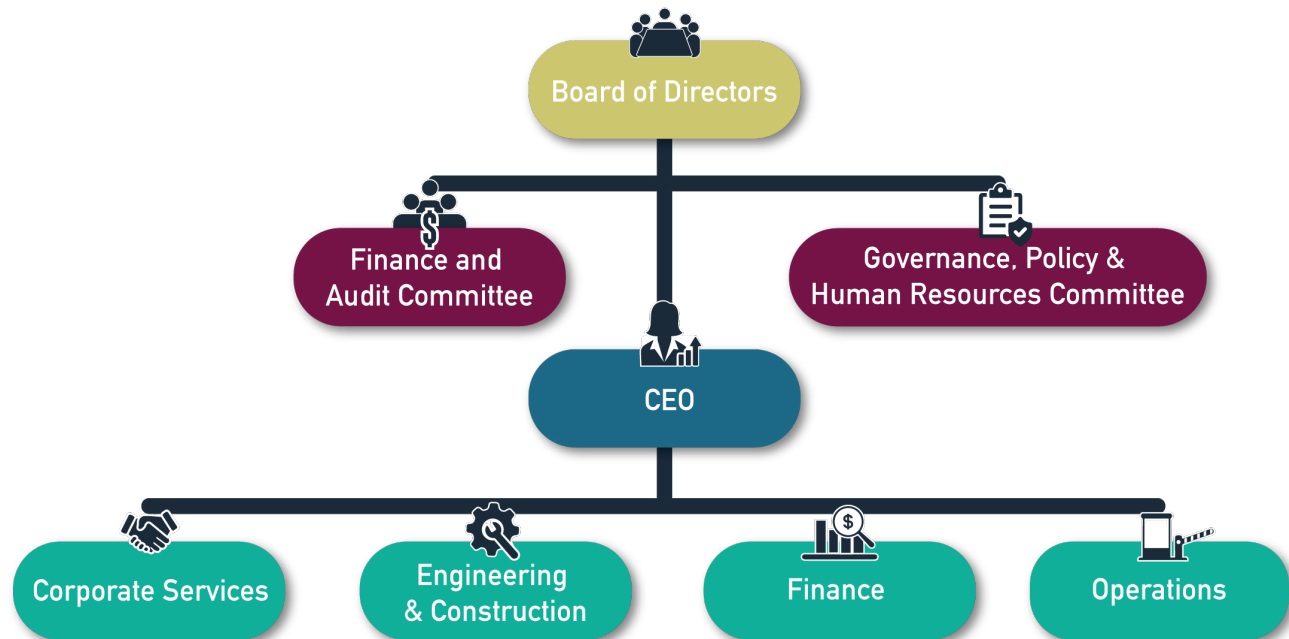 Board of Directors
Finance and
Audit Committee
Governance, Policy &
Human Resources Committee
CEO
Corporate Services
Engineering
& Construction
Finance
Operations